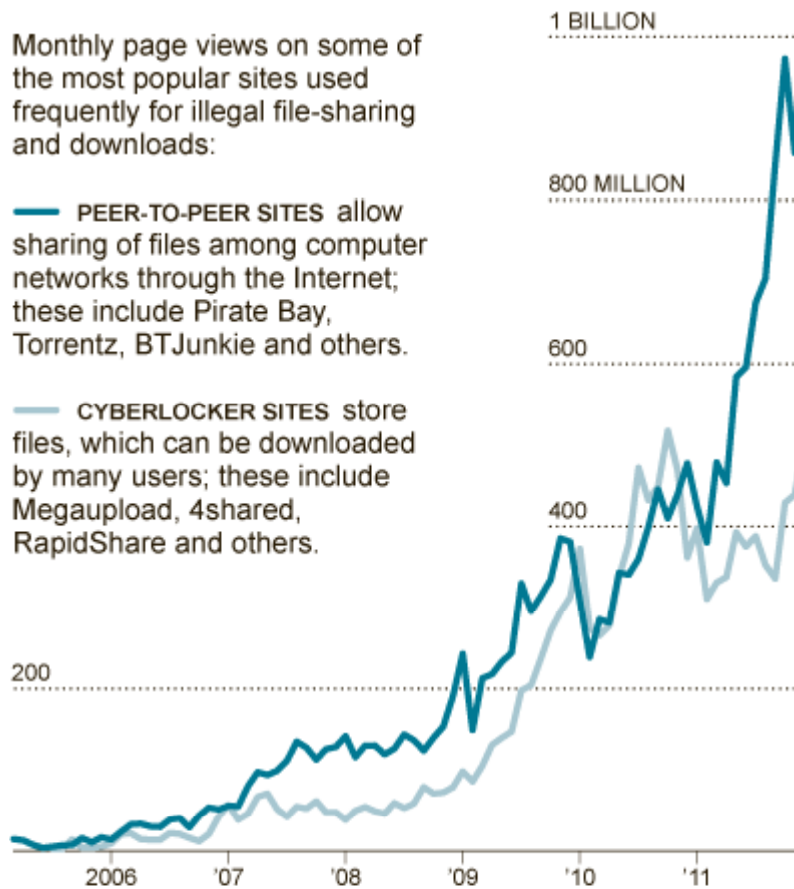 Monthly page views on some of
the most popular sites used
frequently for illegal file-sharing
and downloads:
PEER-TO-PEER SITES allow
sharing of files among computer
networks through the Internet;
these include Pirate Bay,
Torrentz, BTJunkie and others.
CYBERLOCKER SITES store
files, which can be downloaded
by many users; these include
Megaupload, 4shared,
RapidShare and others.
1 BILLION
800 MILLION
600
400
200
2006 '07 '08 '09 '10 '11